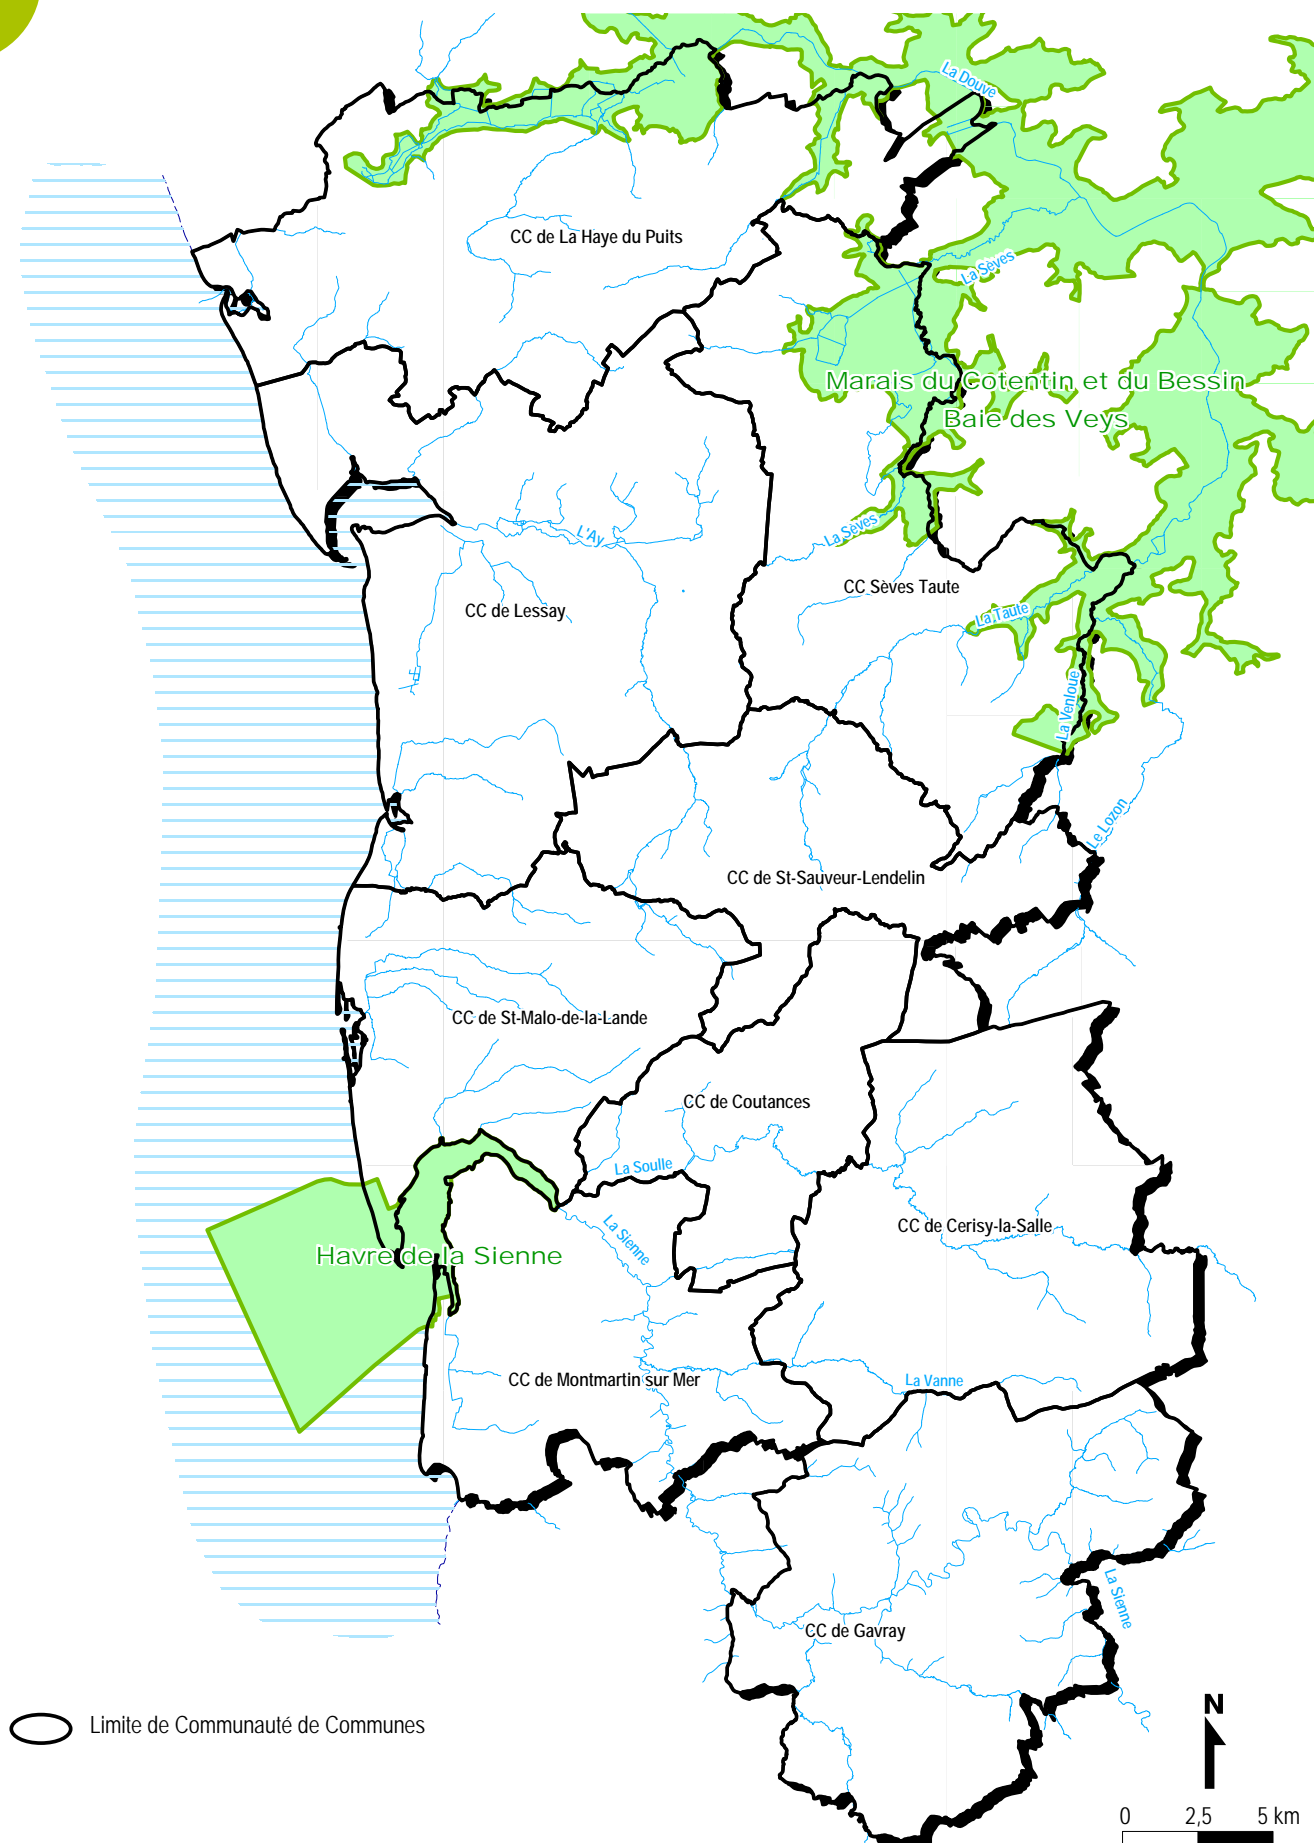 La Douve
CC de La Haye du Puits
La Sèves
Marais du Cotentin et du Bessin
Baie des Veys
La Sèves
L'Ay
CC Sèves Taute
CC de Lessay
La Taute
La Venloue
Le Lozon
CC de St-Sauveur-Lendelin
CC de St-Malo-de-la-Lande
CC de Coutances
La Soulle
La Sienne
CC de Cerisy-la-Salle
Havre de la Sienne
CC de Montmartin sur Mer
La Vanne
La Sienne
CC de Gavray
N
Limite de Communauté de Communes
0 2,5 5 km